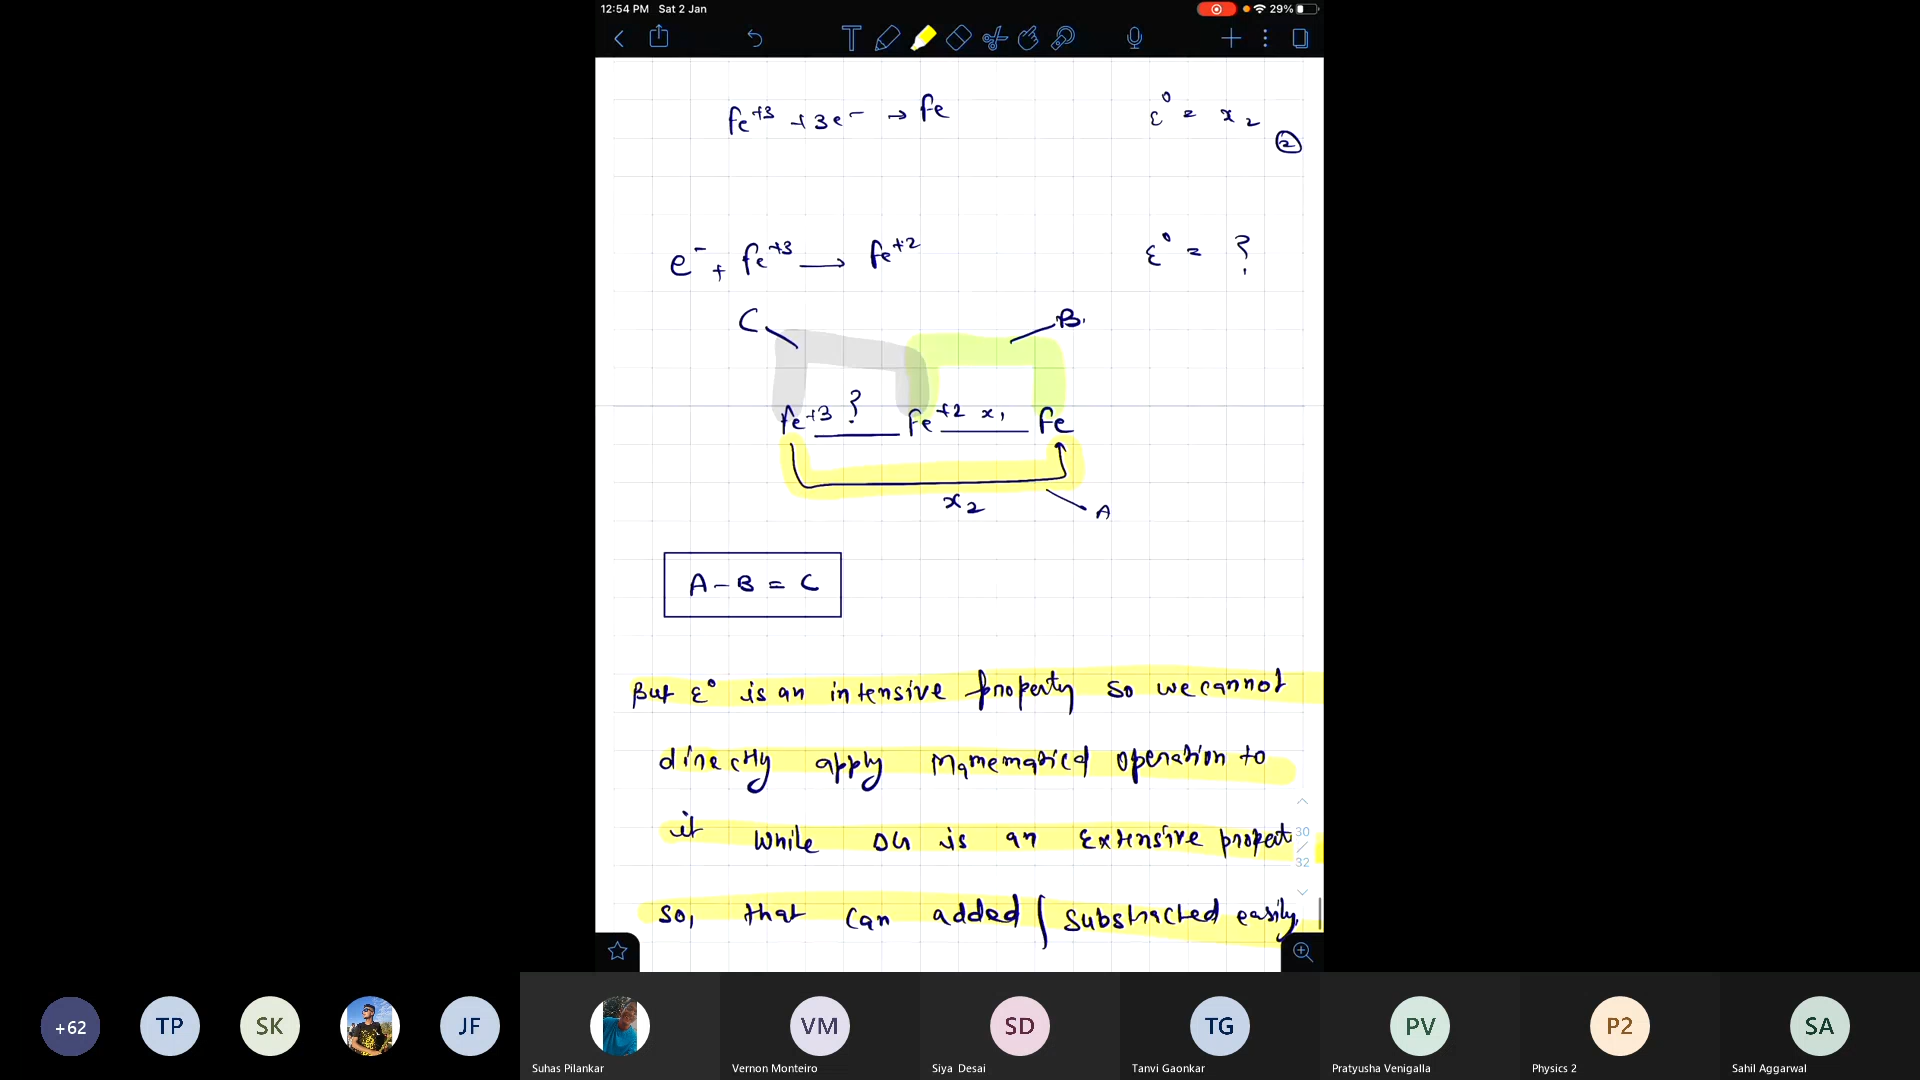 12:54 PM Sat 2 Jan 29%
Fe+3 + 3e- → Fe ε° = x2
2
e- + Fe+3 → Fe+2 ε° = ?
C B.
Fe+3 ? Fe+2 x1 Fe
x2 A
A - B = C
But ε° is an intensive property so we cannot
directly apply Mathematical operation to
it While ΔG is an Extensive propert
so, that can added / Substracted easily,
30
/
32
+62 TP SK JF VM SD TG PV P2 SA
Suhas Pilankar Vernon Monteiro Siya Desai Tanvi Gaonkar Pratyusha Venigalla Physics 2 Sahil Aggarwal